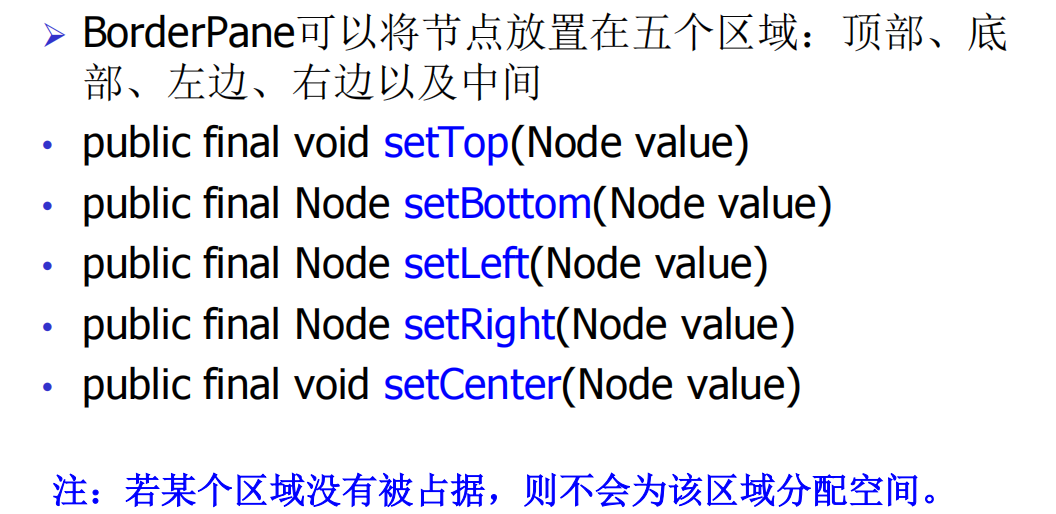 ➢ BorderPane可以将节点放置在五个区域：顶部、底
部、左边、右边以及中间
• public final void setTop(Node value)
• public final Node setBottom(Node value)
• public final Node setLeft(Node value)
• public final Node setRight(Node value)
• public final void setCenter(Node value)
注：若某个区域没有被占据，则不会为该区域分配空间。